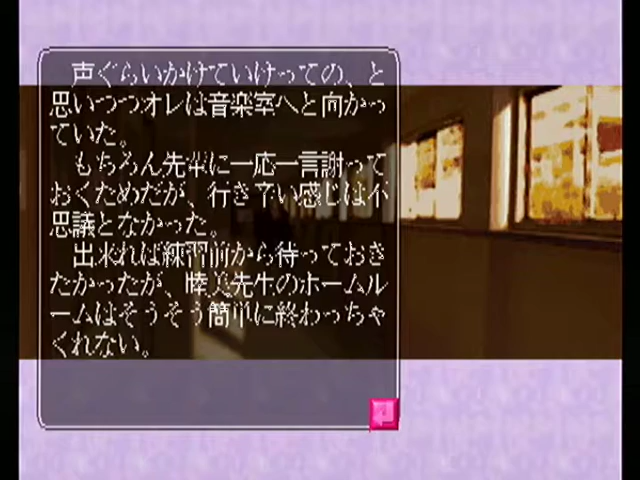 声ぐらいかけていけっての、と
思いつつオレは音楽室へと向かっ
ていた。
もちろん先輩に一応一言謝って
おくためだが、行きづい感じは不
思議となかった。
出来れば練習前から待っておき
たかったが、睦美先生のホームル
ームはそうそう簡単に終わっちゃ
くれない。